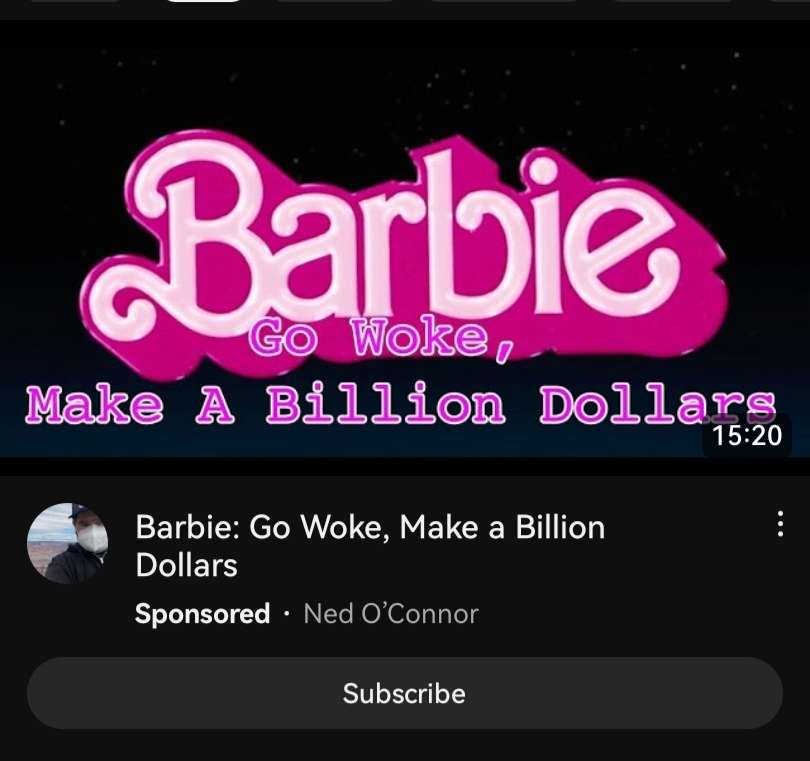 Barbie
Go Woke,
Make A Billion Dollars
15:20
Barbie: Go Woke, Make a Billion
Dollars
Sponsored · Ned O'Connor
Subscribe